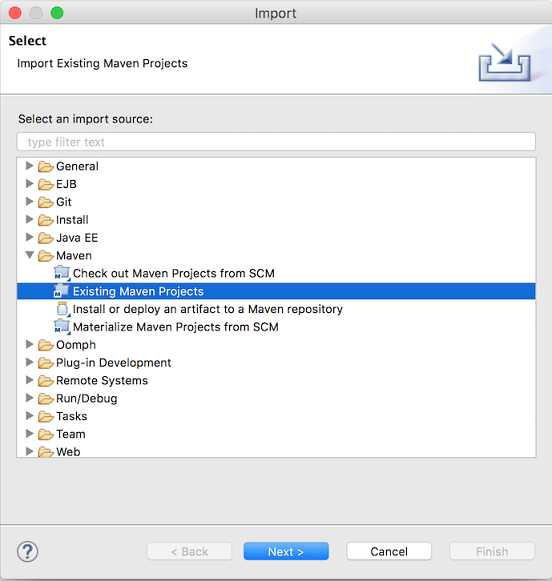 Import
Select
Import Existing Maven Projects
Select an import source:
type filter text
General
EJB
Git
Install
Java EE
Maven
Check out Maven Projects from SCM
Existing Maven Projects
Install or deploy an artifact to a Maven repository
Materialize Maven Projects from SCM
Oomph
Plug-in Development
Remote Systems
Run/Debug
Tasks
Team
Web
? < Back Next > Cancel Finish